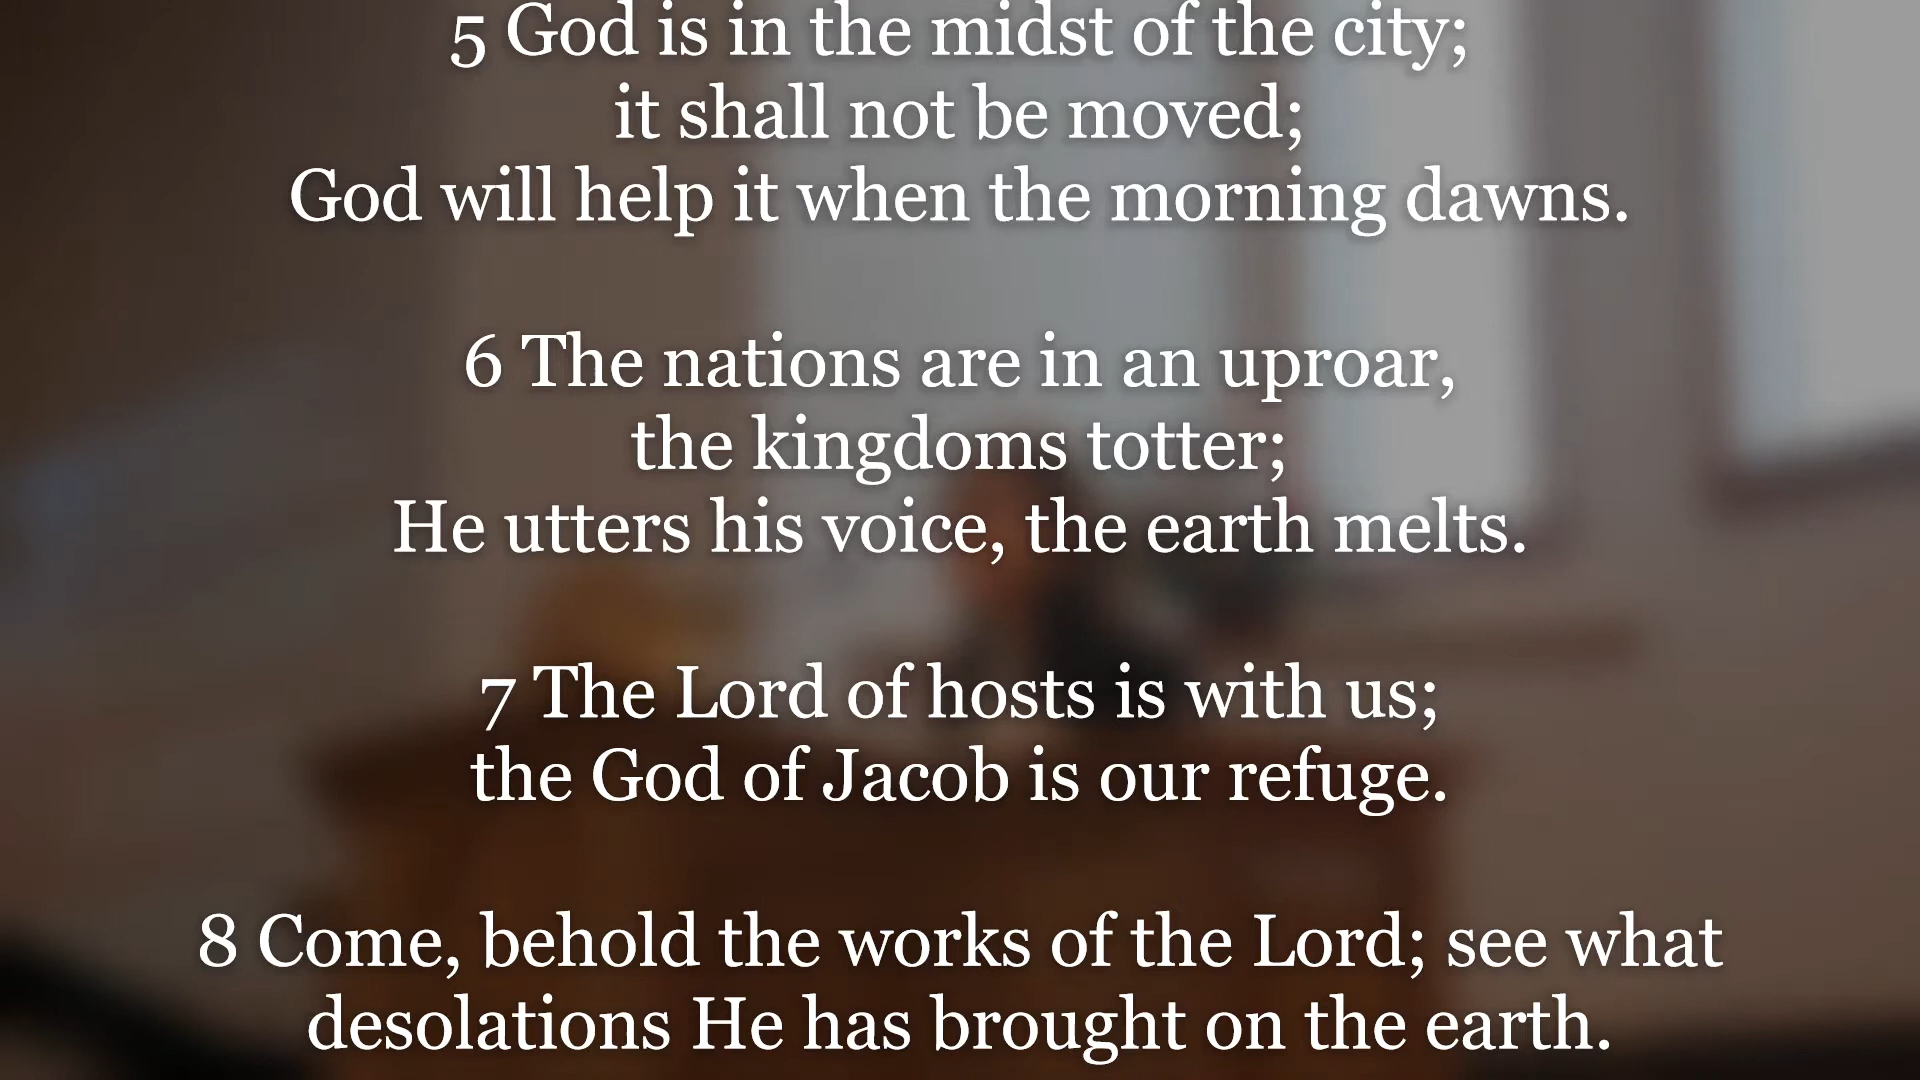 5 God is in the midst of the city;
it shall not be moved;
God will help it when the morning dawns.
6 The nations are in an uproar,
the kingdoms totter;
He utters his voice, the earth melts.
7 The Lord of hosts is with us;
the God of Jacob is our refuge.
8 Come, behold the works of the Lord; see what
desolations He has brought on the earth.